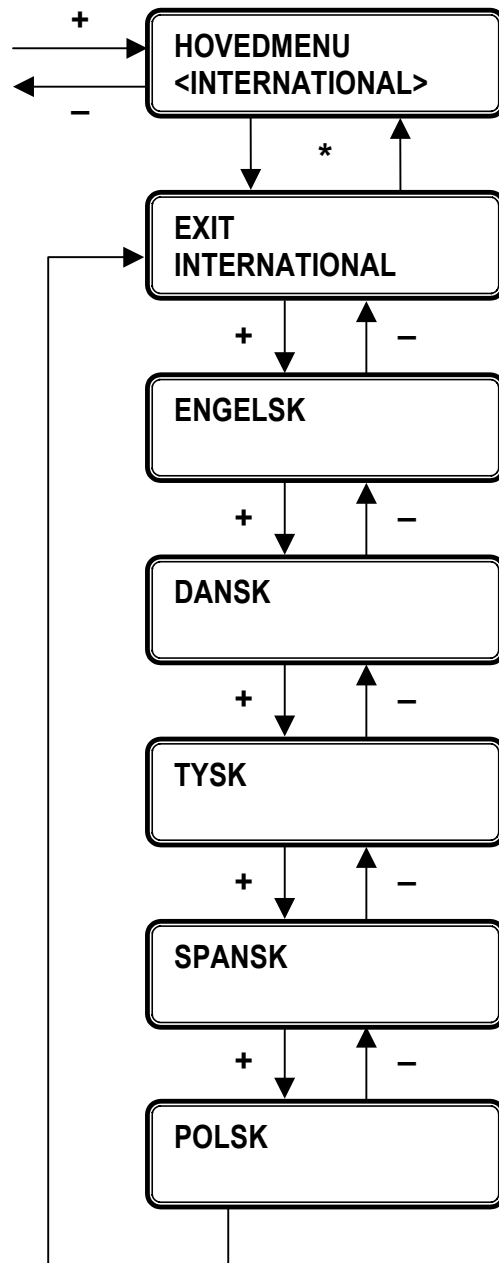 +
HOVEDMENU
<INTERNATIONAL>
–
*
EXIT
INTERNATIONAL
+ –
ENGELSK
+ –
DANSK
+ –
TYSK
+ –
SPANSK
+ –
POLSK